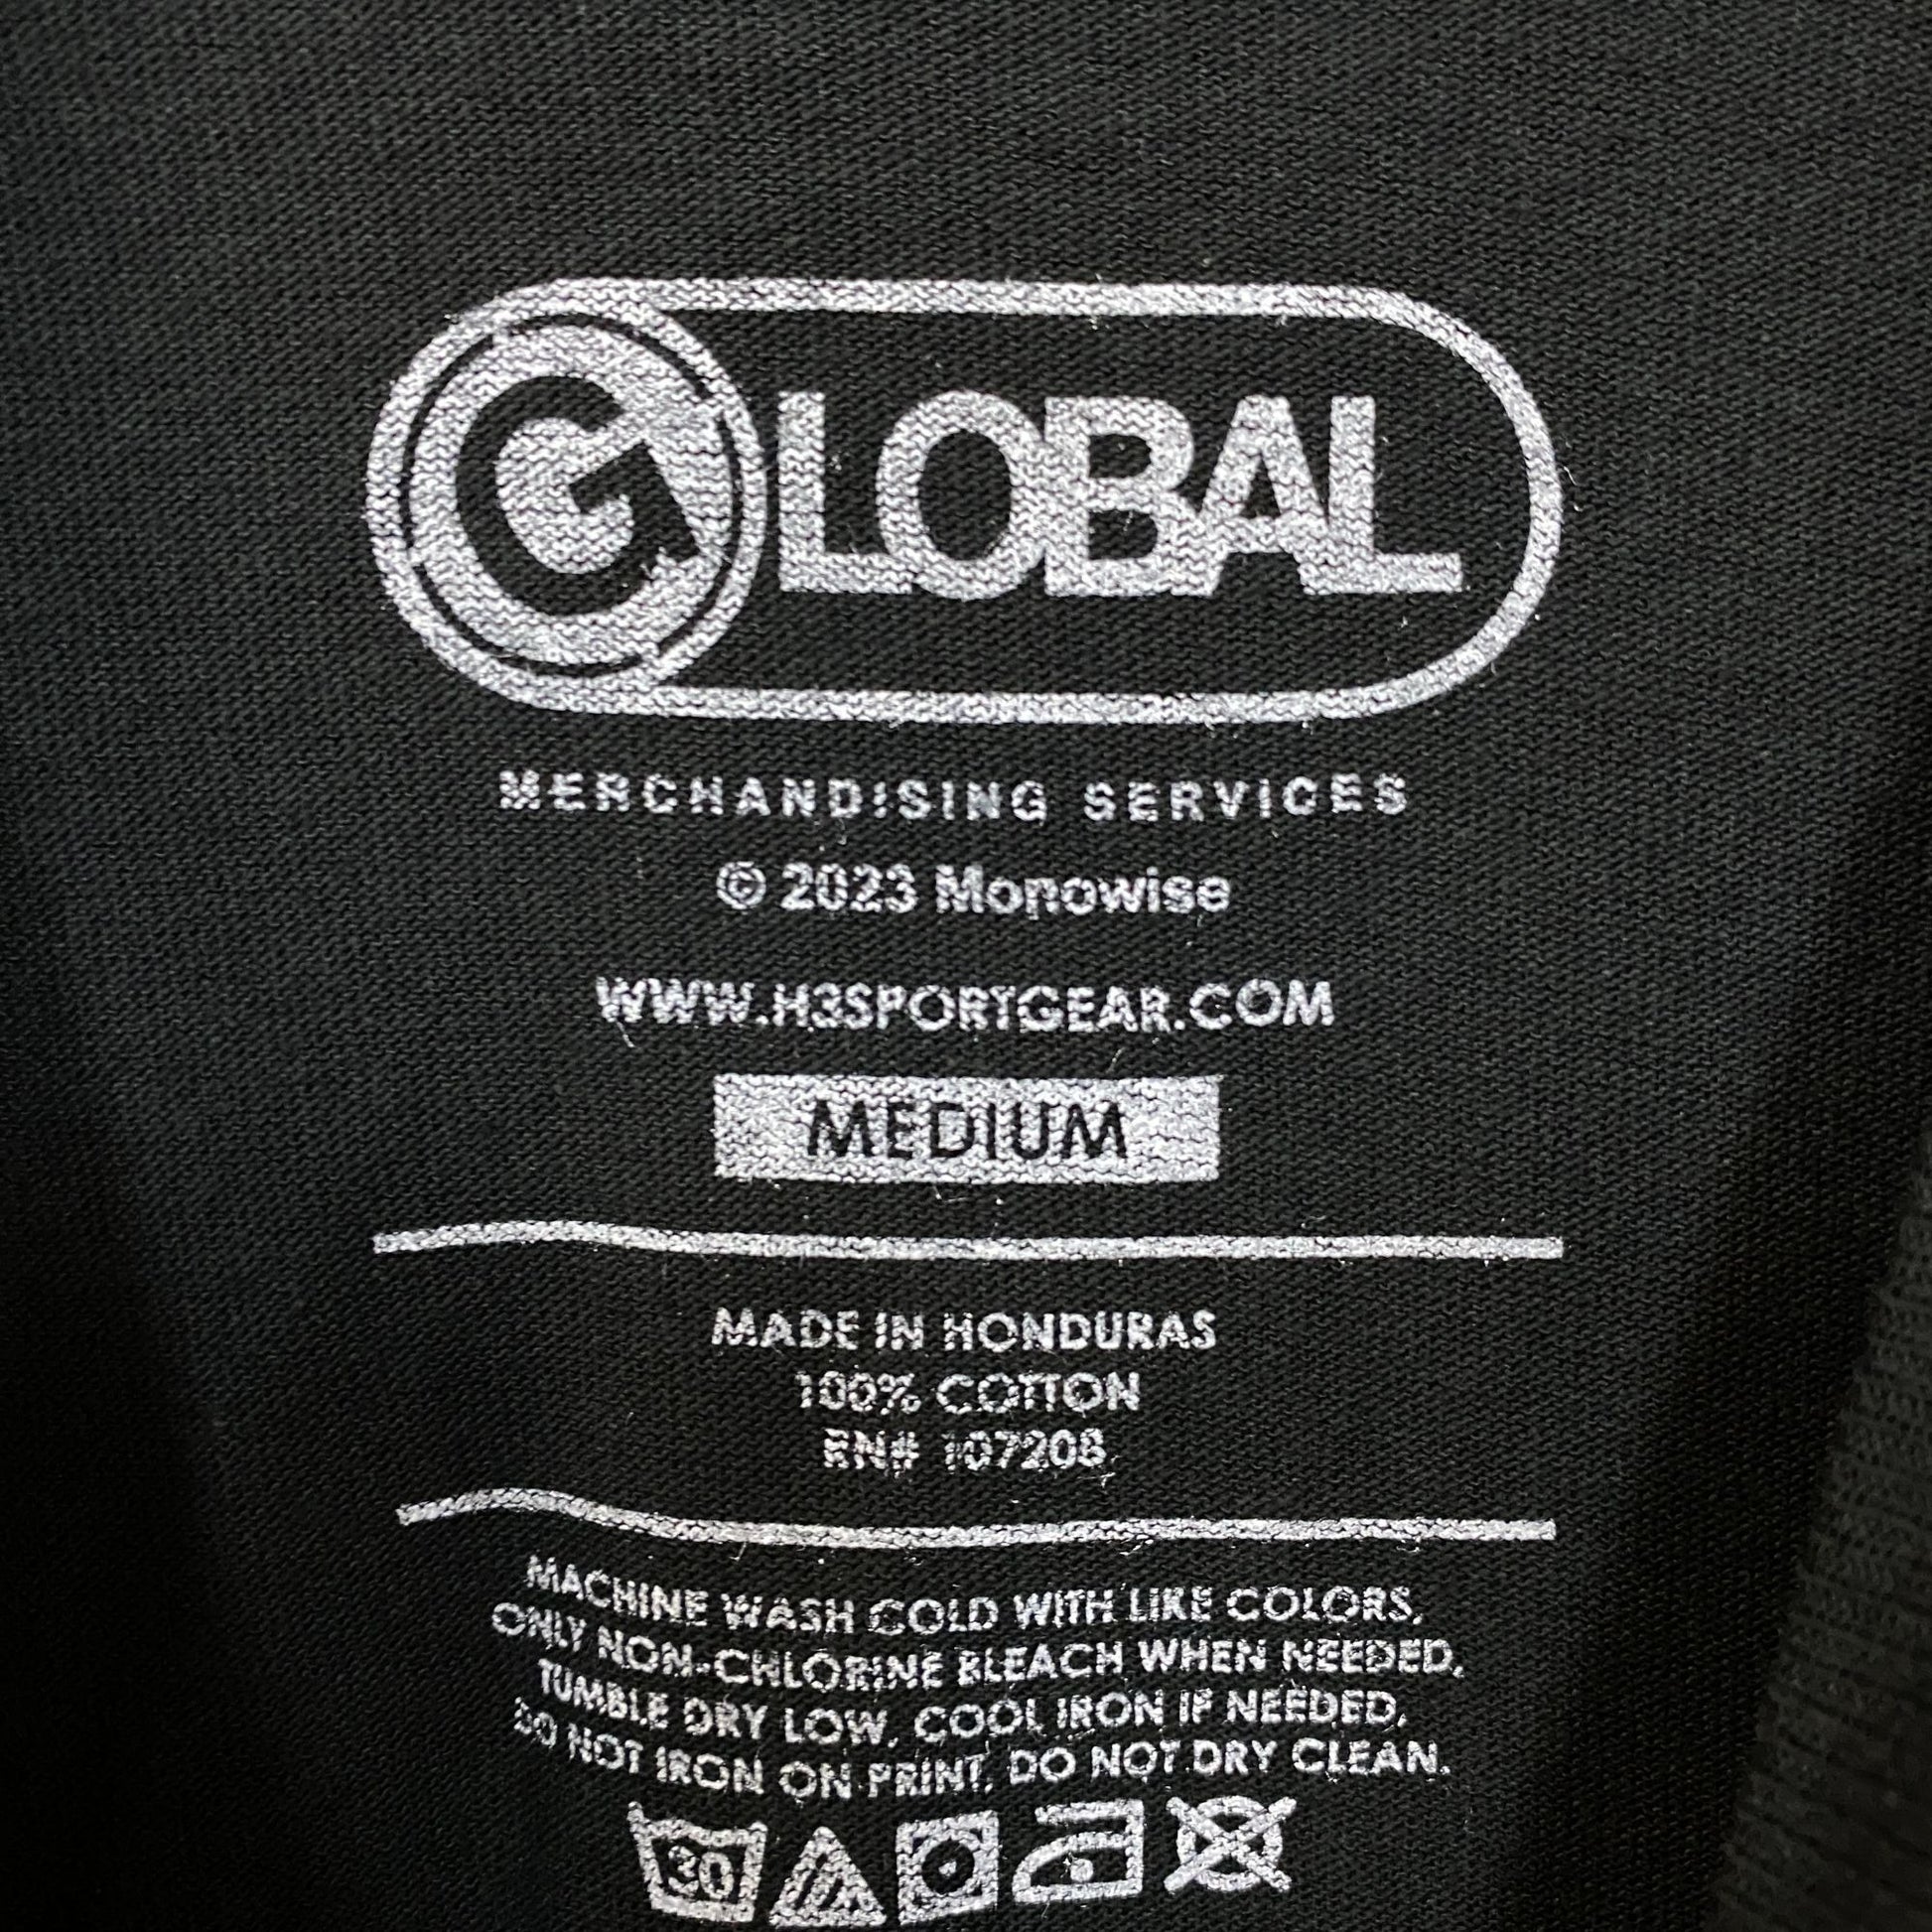 GLOBAL
MERCHANDISING SERVICES
© 2023 Monowise
WWW.H3SPORTGEAR.COM
MEDIUM
MADE IN HONDURAS
100% COTTON
RN# 107208
MACHINE WASH COLD WITH LIKE COLORS,
ONLY NON-CHLORINE BLEACH WHEN NEEDED,
TUMBLE DRY LOW, COOL IRON IF NEEDED,
DO NOT IRON ON PRINT, DO NOT DRY CLEAN.
30